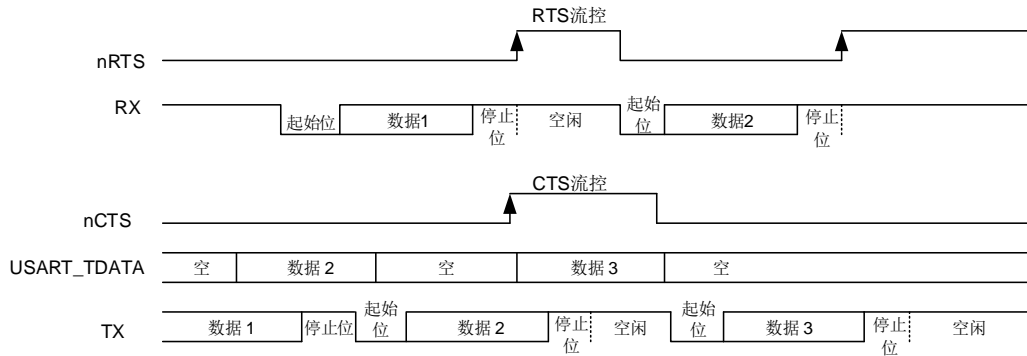 RTS流控
nRTS
RX
起始位
数据1
停止
位
空闲
起始
位
数据2
停止
位
CTS流控
nCTS
USART_TDATA
空
数据 2
空
数据 3
空
TX
数据 1
停止位
起始
位
数据 2
停止
位
空闲
起始
位
数据 3
停止
位
空闲